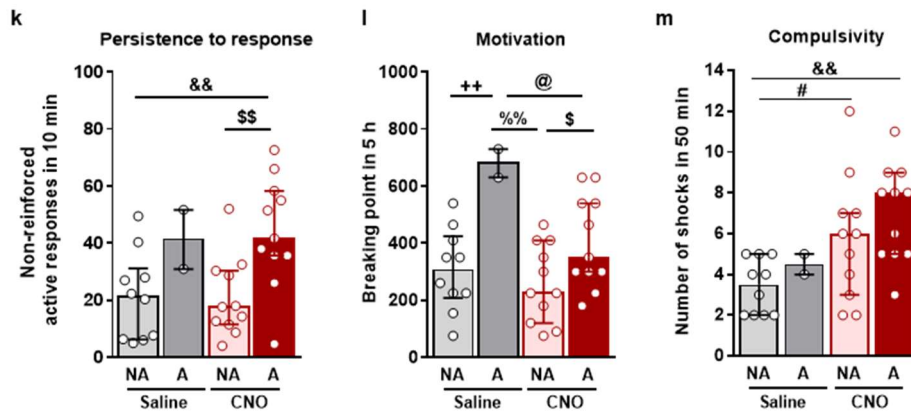 k
Persistence to response
Non-reinforced
active responses in 10 min
100
80
60
40
20
0
&&
$$
NA A NA A
Saline CNO
l
Motivation
Breaking point in 5 h
1000
800
600
400
200
0
++
@
%%
$
NA A NA A
Saline CNO
m
Compulsivity
Number of shocks in 50 min
14
12
10
8
6
4
2
0
&&
#
NA A NA A
Saline CNO